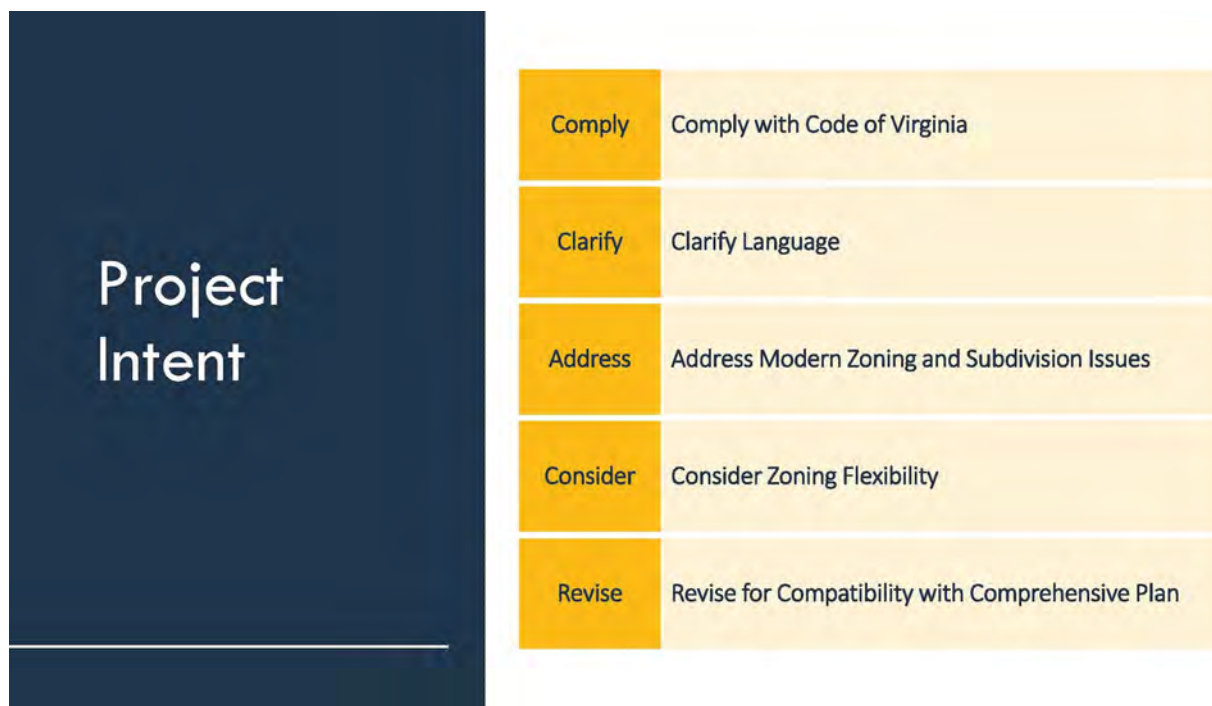 Project
Intent
Comply
Comply with Code of Virginia
Clarify
Clarify Language
Address
Address Modern Zoning and Subdivision Issues
Consider
Consider Zoning Flexibility
Revise
Revise for Compatibility with Comprehensive Plan